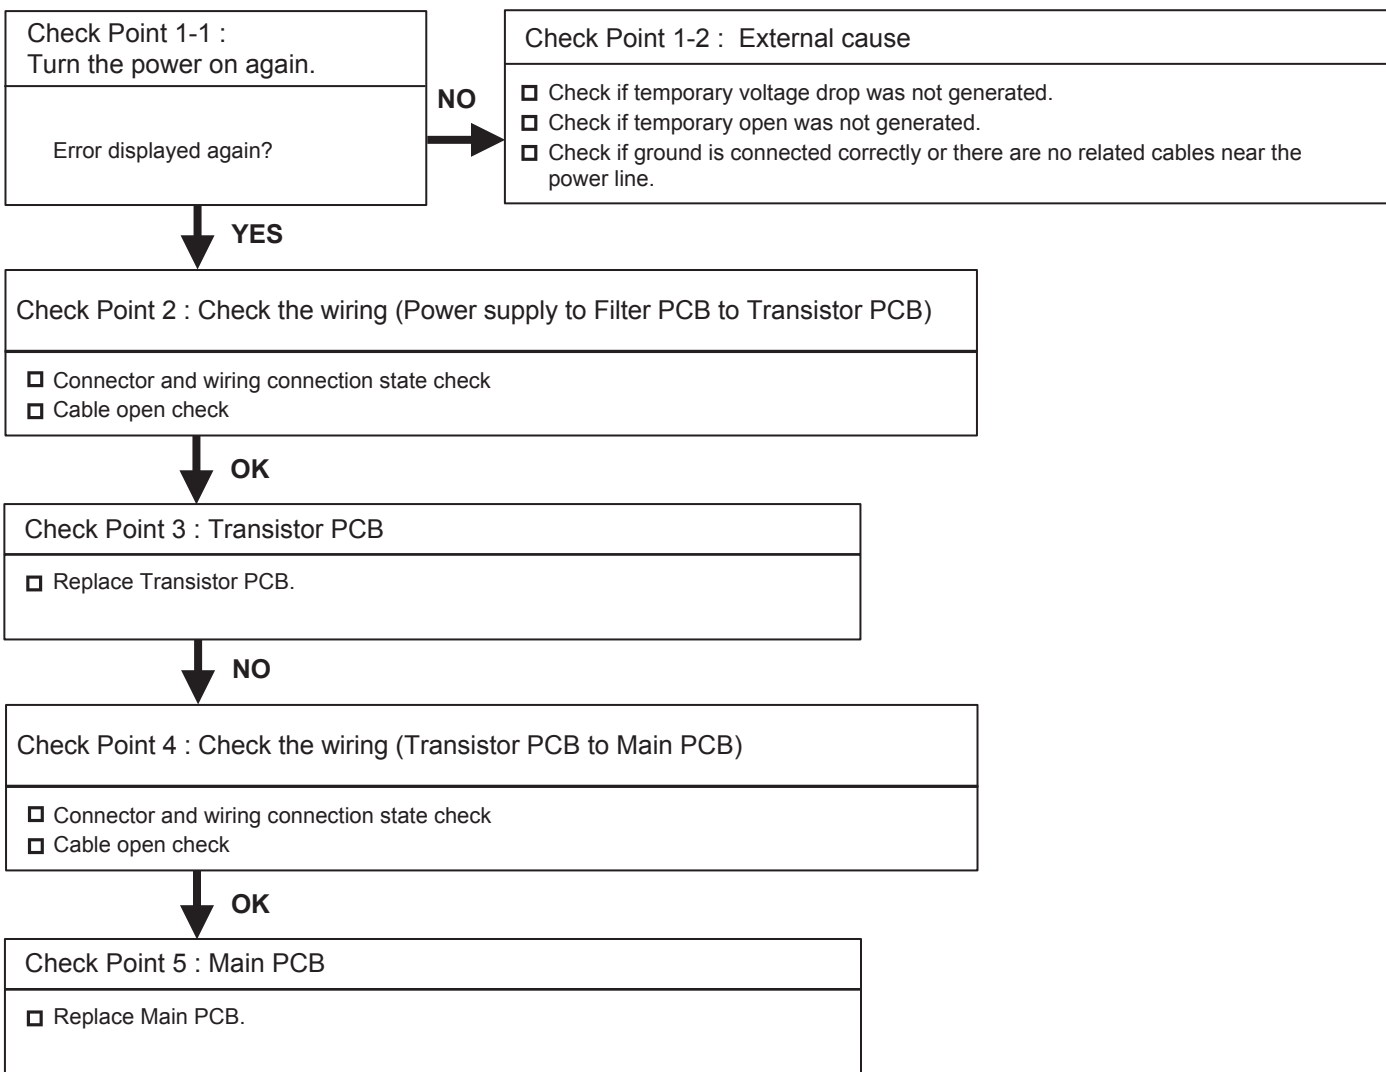 Check Point 1-1 :
Turn the power on again.
Error displayed again?
NO
Check Point 1-2 :  External cause
Check if temporary voltage drop was not generated.
Check if temporary open was not generated.
Check if ground is connected correctly or there are no related cables near the
power line.
YES
Check Point 2 : Check the wiring (Power supply to Filter PCB to Transistor PCB)
Connector and wiring connection state check
Cable open check
OK
Check Point 3 : Transistor PCB
Replace Transistor PCB.
NO
Check Point 4 : Check the wiring (Transistor PCB to Main PCB)
Connector and wiring connection state check
Cable open check
OK
Check Point 5 : Main PCB
Replace Main PCB.